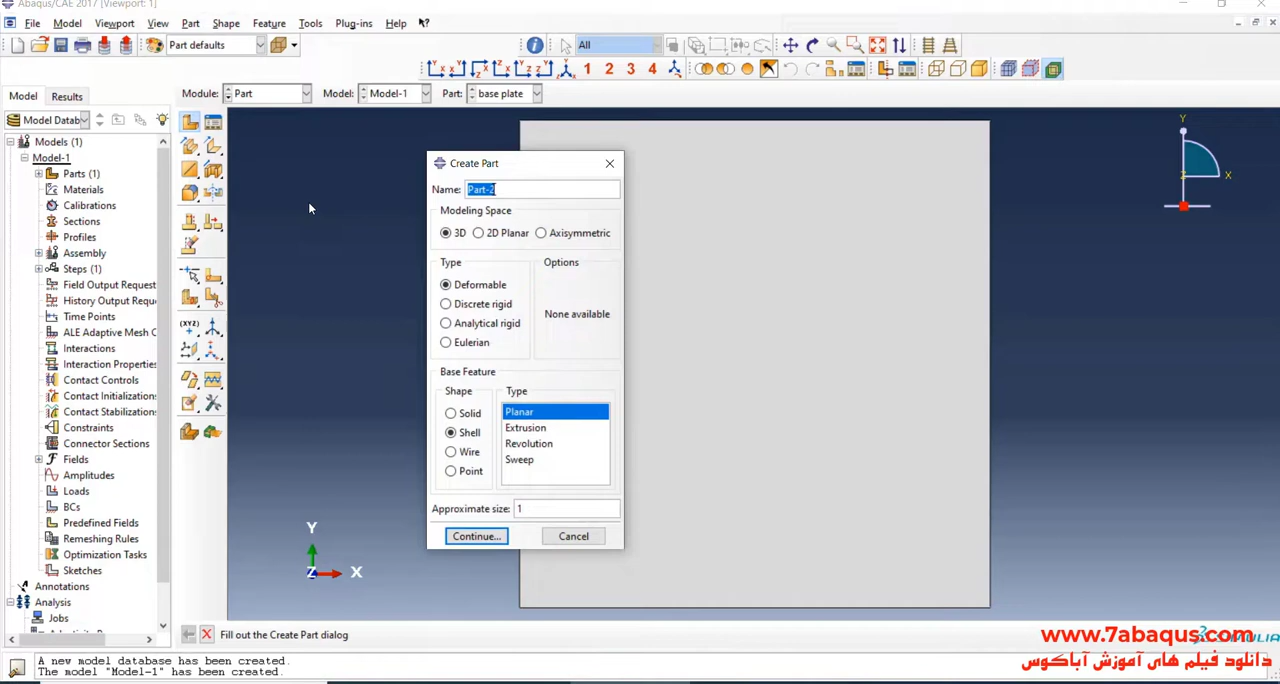 Abaqus/CAE 2017 [Viewport: 1]
File Model Viewport View Part Shape Feature Tools Plug-ins Help
Part defaults All
1 2 3 4
Model Results Module: Part Model: Model-1 Part: base plate
Model Datab
Models (1)
Model-1
Parts (1)
Materials
Calibrations
Sections
Profiles
Assembly
Steps (1)
Field Output Request
History Output Reque
Time Points
ALE Adaptive Mesh C
Interactions
Interaction Properties
Contact Controls
Contact Initializations
Contact Stabilizations
Constraints
Connector Sections
Fields
Amplitudes
Loads
BCs
Predefined Fields
Remeshing Rules
Optimization Tasks
Sketches
Annotations
Analysis
Jobs
(XYZ)
Create Part
Name: Part-2
Modeling Space
3D 2D Planar Axisymmetric
Type Options
Deformable
Discrete rigid
Analytical rigid
Eulerian
None available
Base Feature
Shape Type
Solid
Shell
Wire
Point
Planar
Extrusion
Revolution
Sweep
Approximate size: 1
Continue... Cancel
Y
Z X
Y
Z X
Fill out the Create Part dialog
www.7abaqus.com
دانلود فیلم های آموزش آباکوس
A new model database has been created.
The model "Model-1" has been created.